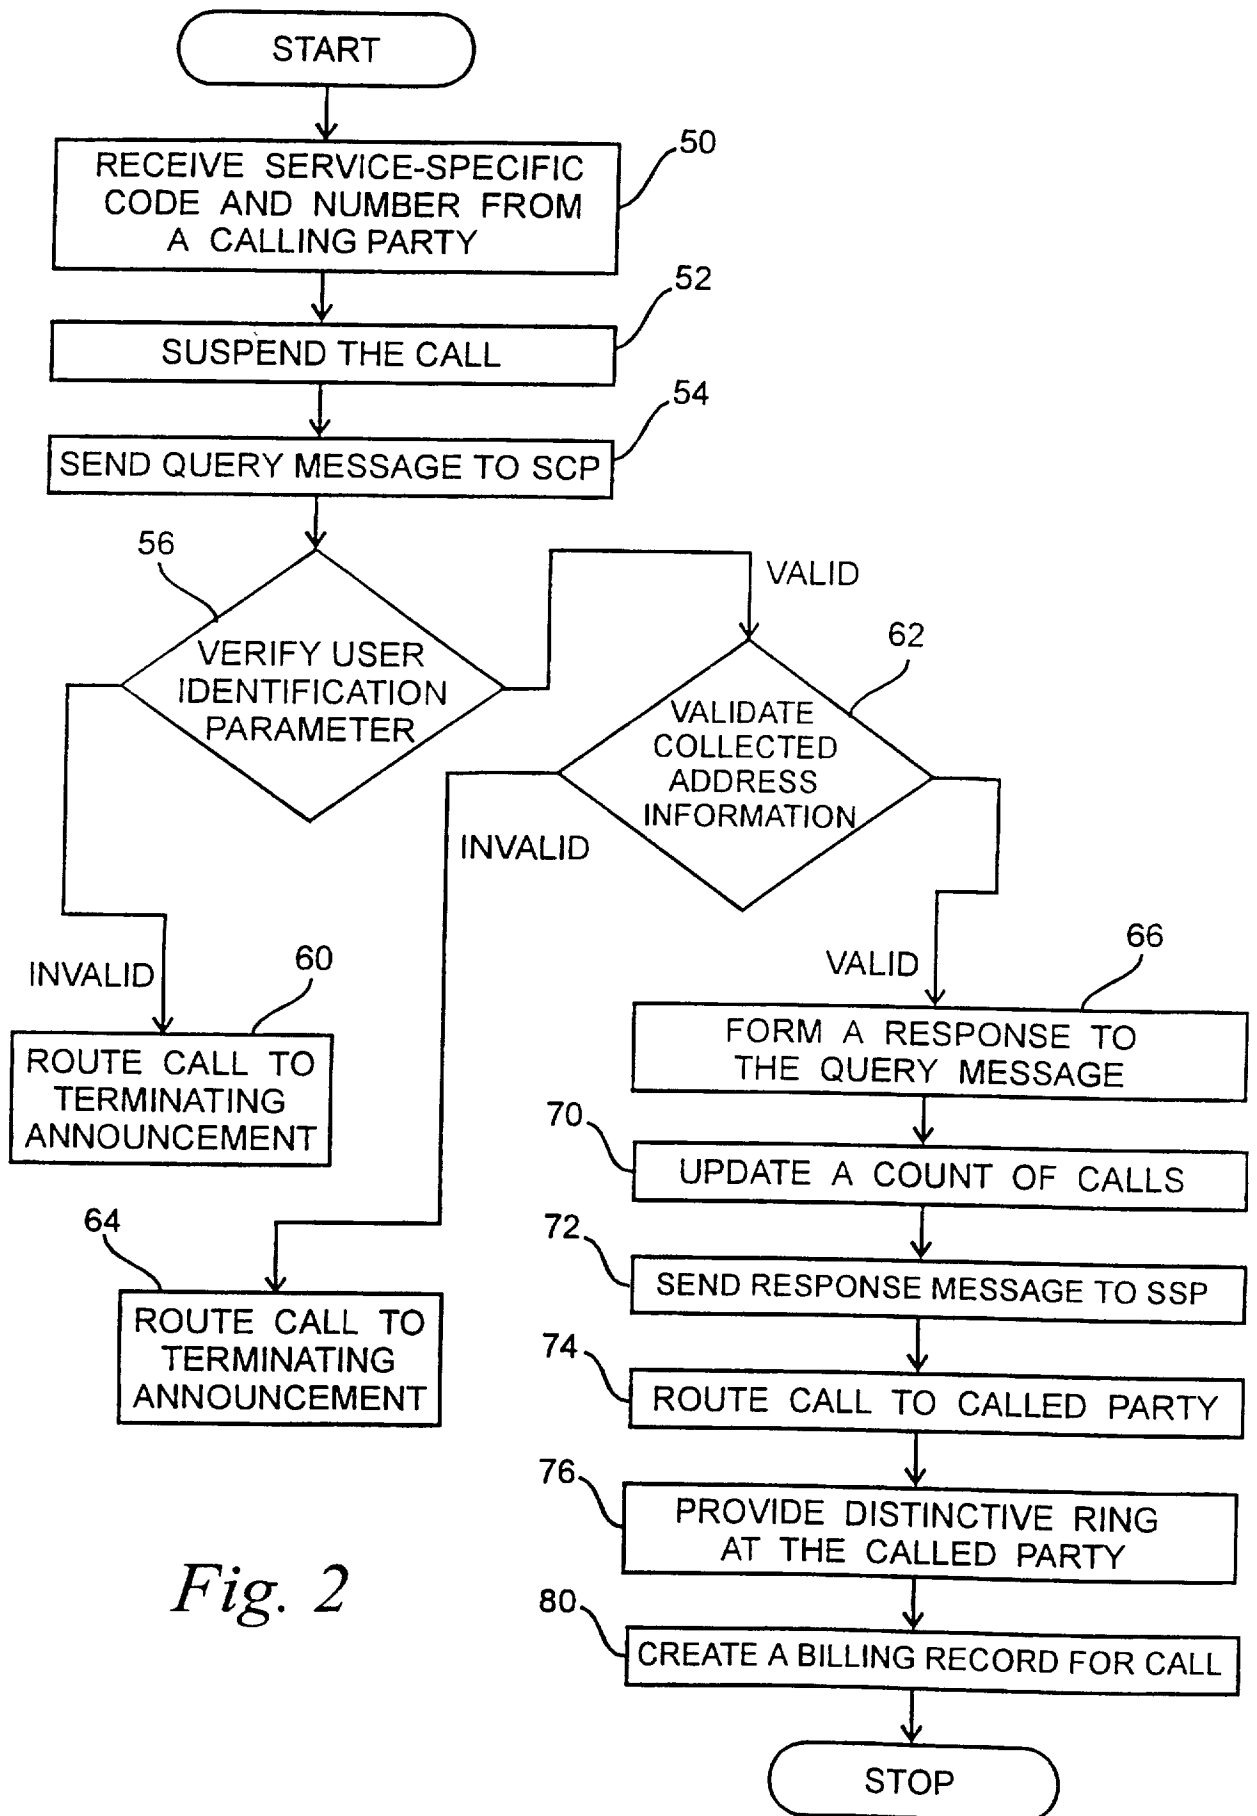 START
50
RECEIVE SERVICE-SPECIFIC
CODE AND NUMBER FROM
A CALLING PARTY
52
SUSPEND THE CALL
54
SEND QUERY MESSAGE TO SCP
56
VERIFY USER
IDENTIFICATION
PARAMETER
VALID
62
VALIDATE
COLLECTED
ADDRESS
INFORMATION
INVALID
INVALID
60
ROUTE CALL TO
TERMINATING
ANNOUNCEMENT
64
ROUTE CALL TO
TERMINATING
ANNOUNCEMENT
VALID
66
FORM A RESPONSE TO
THE QUERY MESSAGE
70
UPDATE A COUNT OF CALLS
72
SEND RESPONSE MESSAGE TO SSP
74
ROUTE CALL TO CALLED PARTY
76
PROVIDE DISTINCTIVE RING
AT THE CALLED PARTY
80
CREATE A BILLING RECORD FOR CALL
STOP
Fig. 2